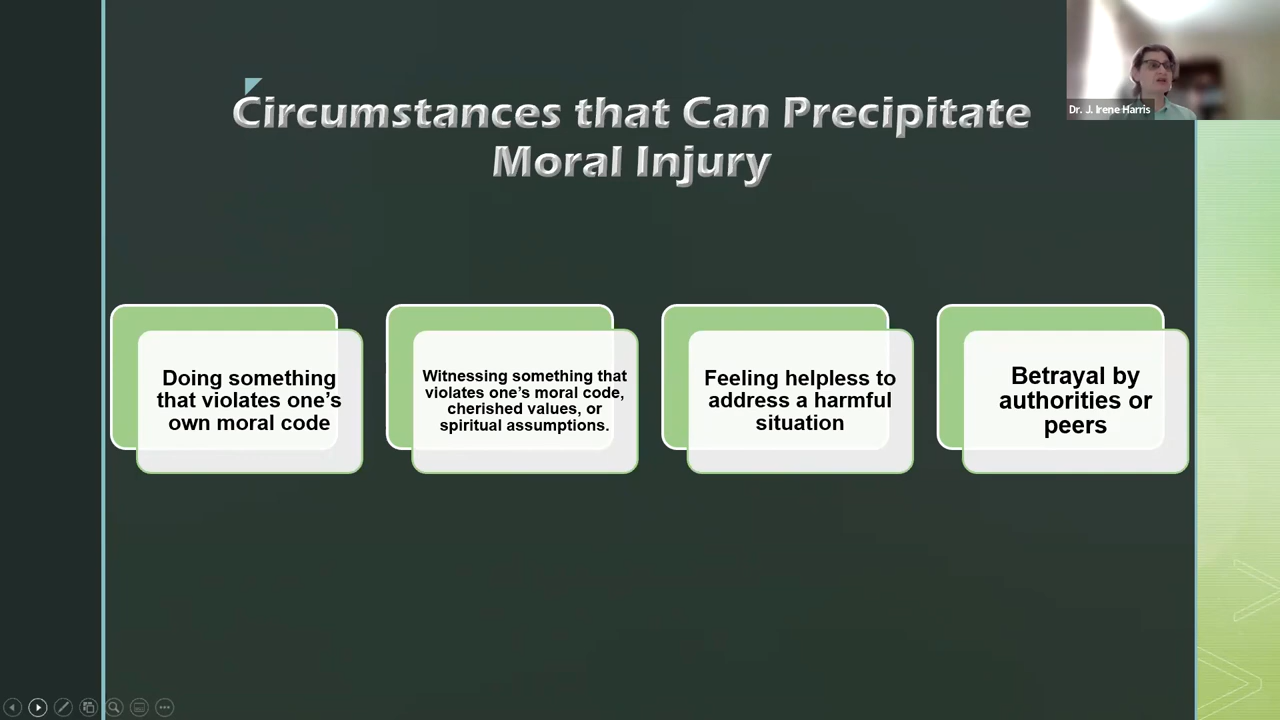 Dr. J. Irene Harris
Circumstances that Can Precipitate
Moral Injury
Doing something
that violates one’s
own moral code
Witnessing something that
violates one’s moral code,
cherished values, or
spiritual assumptions.
Feeling helpless to
address a harmful
situation
Betrayal by
authorities or
peers